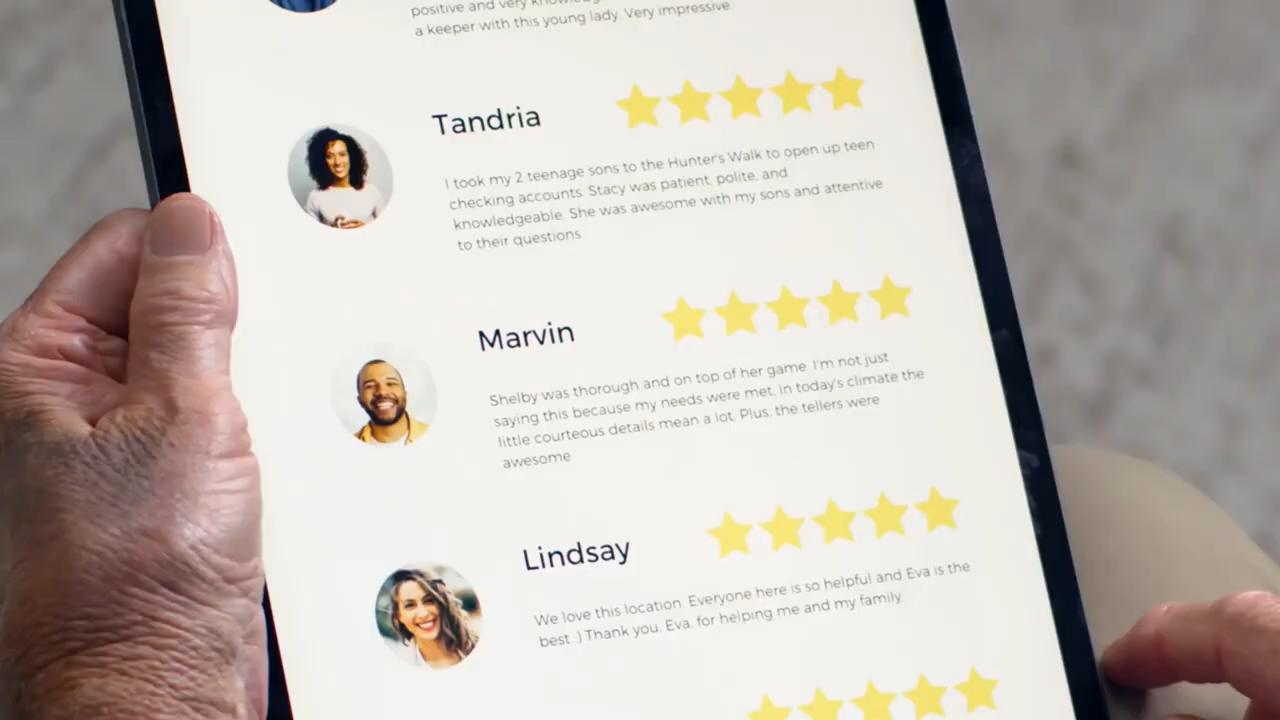 positive and very knowledg
a keeper with this young lady. Very impressive
Tandria
I took my 2 teenage sons to the Hunter's Walk to open up teen
checking accounts. Stacy was patient, polite, and
knowledgeable. She was awesome with my sons and attentive
to their questions.
Marvin
Shelby was thorough and on top of her game. I'm not just
saying this because my needs were met, in today's climate the
little courteous details mean a lot. Plus, the tellers were
awesome
Lindsay
We love this location. Everyone here is so helpful and Eva is the
best :) Thank you, Eva, for helping me and my family.